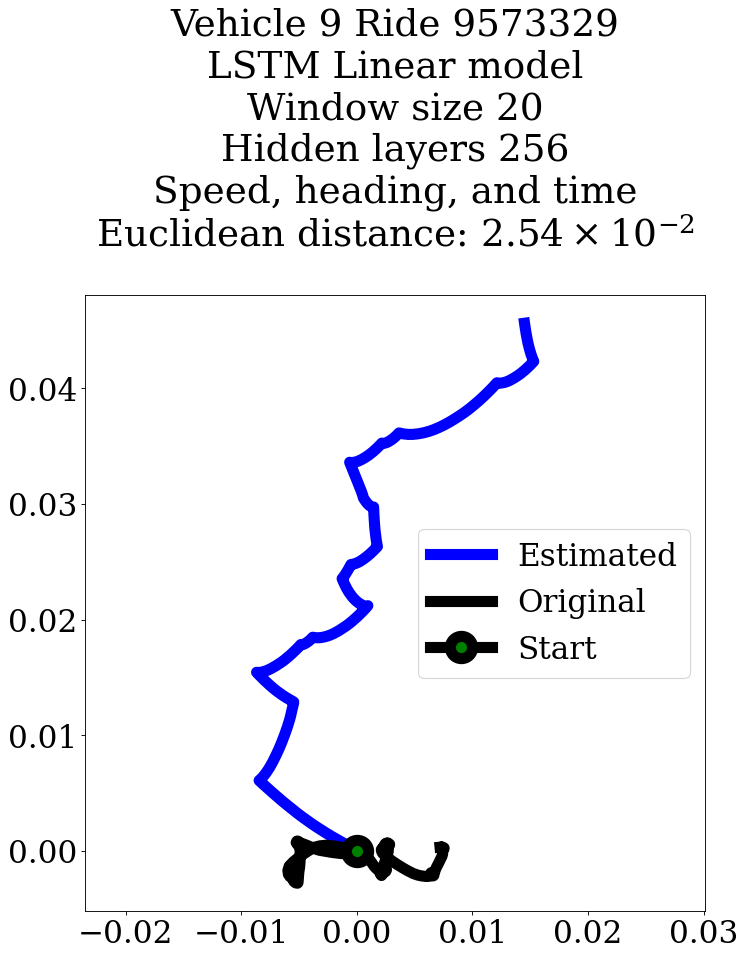 Vehicle 9 Ride 9573329
LSTM Linear model
Window size 20
Hidden layers 256
Speed, heading, and time
Euclidean distance: 2.54 × 10⁻²
0.04
0.03
0.02
0.01
0.00
Estimated
Original
Start
−0.02 −0.01 0.00 0.01 0.02 0.03